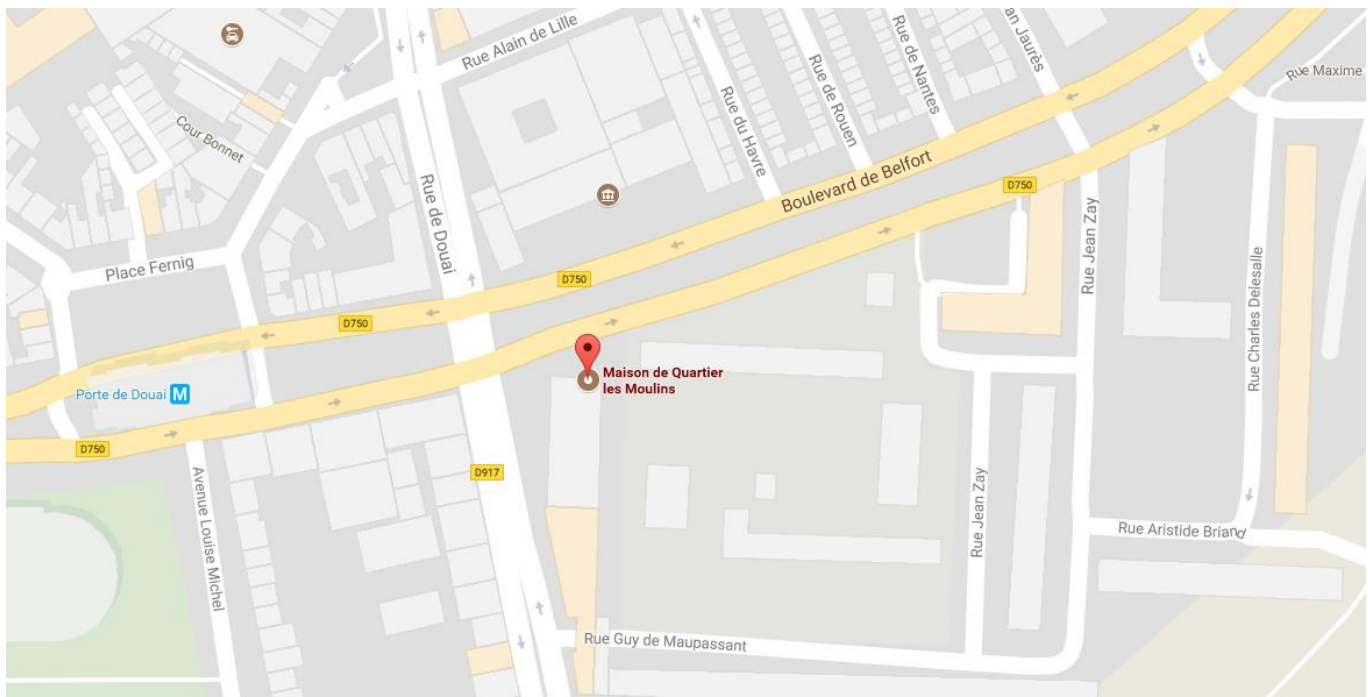 Rue Alain de Lille
Cour Bonnet
Place Fernig
Rue de Douai
Rue du Havre
Rue de Rouen
Rue de Nantes
Jaurès
Rue Maxime
Boulevard de Belfort
D750
D750
D750
D750
D917
Porte de Douai M
Maison de Quartier
les Moulins
Avenue Louise Michel
Rue Jean Zay
Rue Charles Delesalle
Rue Jean Zay
Rue Aristide Briand
Rue Guy de Maupassant